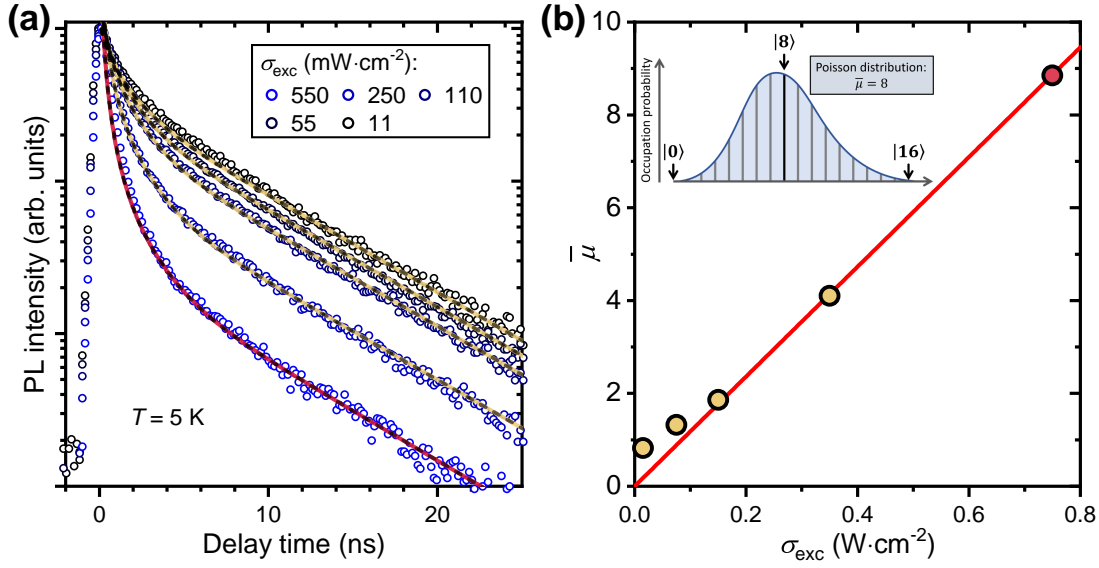 (a)
PL intensity (arb. units)
σexc (mW·cm-2):
550 250 110
55 11
T = 5 K
0 10 20
Delay time (ns)
(b)
10
8
6
4
2
0
μ̅
Occupation probability
|8⟩
Poisson distribution:
μ̅ = 8
|0⟩
|16⟩
0.0 0.2 0.4 0.6 0.8
σexc (W·cm-2)